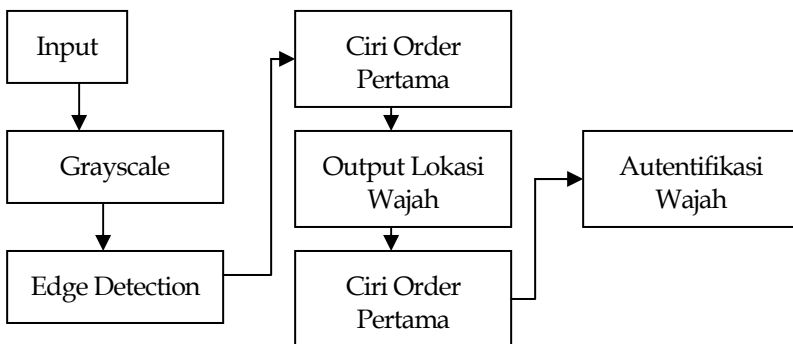 Input
Grayscale
Edge Detection
Ciri Order
Pertama
Output Lokasi
Wajah
Ciri Order
Pertama
Autentifikasi
Wajah